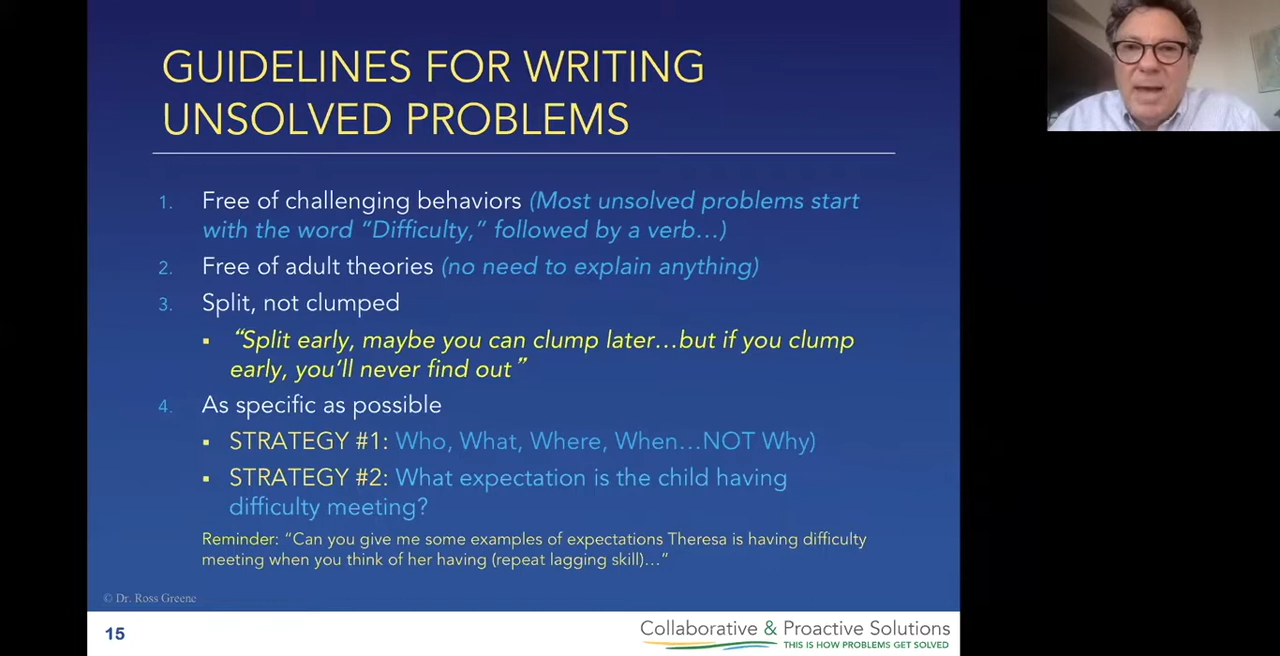 GUIDELINES FOR WRITING
UNSOLVED PROBLEMS
1. Free of challenging behaviors (Most unsolved problems start
with the word “Difficulty,” followed by a verb…)
2. Free of adult theories (no need to explain anything)
3. Split, not clumped
▪ “Split early, maybe you can clump later…but if you clump
early, you’ll never find out”
4. As specific as possible
▪ STRATEGY #1: Who, What, Where, When…NOT Why)
▪ STRATEGY #2: What expectation is the child having
difficulty meeting?
Reminder: “Can you give me some examples of expectations Theresa is having difficulty
meeting when you think of her having (repeat lagging skill)…“
© Dr. Ross Greene
15
Collaborative & Proactive Solutions
THIS IS HOW PROBLEMS GET SOLVED